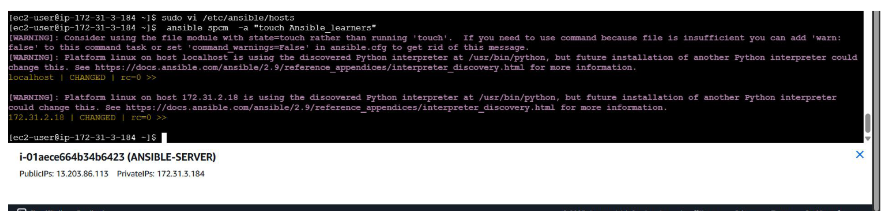 [ec2-user@ip-172-31-3-184 ~]$ sudo vi /etc/ansible/hosts
[ec2-user@ip-172-31-3-184 ~]$  ansible spcm  -a "touch Ansible_learners"
[WARNING]: Consider using the file module with state=touch rather than running 'touch'.  If you need to use command because file is insufficient you can add 'warn:
false' to this command task or set 'command_warnings=False' in ansible.cfg to get rid of this message.
[WARNING]: Platform linux on host localhost is using the discovered Python interpreter at /usr/bin/python, but future installation of another Python interpreter could
change this. See https://docs.ansible.com/ansible/2.9/reference_appendices/interpreter_discovery.html for more information.
localhost | CHANGED | rc=0 >>
[WARNING]: Platform linux on host 172.31.2.18 is using the discovered Python interpreter at /usr/bin/python, but future installation of another Python interpreter
could change this. See https://docs.ansible.com/ansible/2.9/reference_appendices/interpreter_discovery.html for more information.
172.31.2.18 | CHANGED | rc=0 >>
[ec2-user@ip-172-31-3-184 ~]$
i-01aece664b34b6423 (ANSIBLE-SERVER)
PublicIPs: 13.203.86.113 PrivateIPs: 172.31.3.184